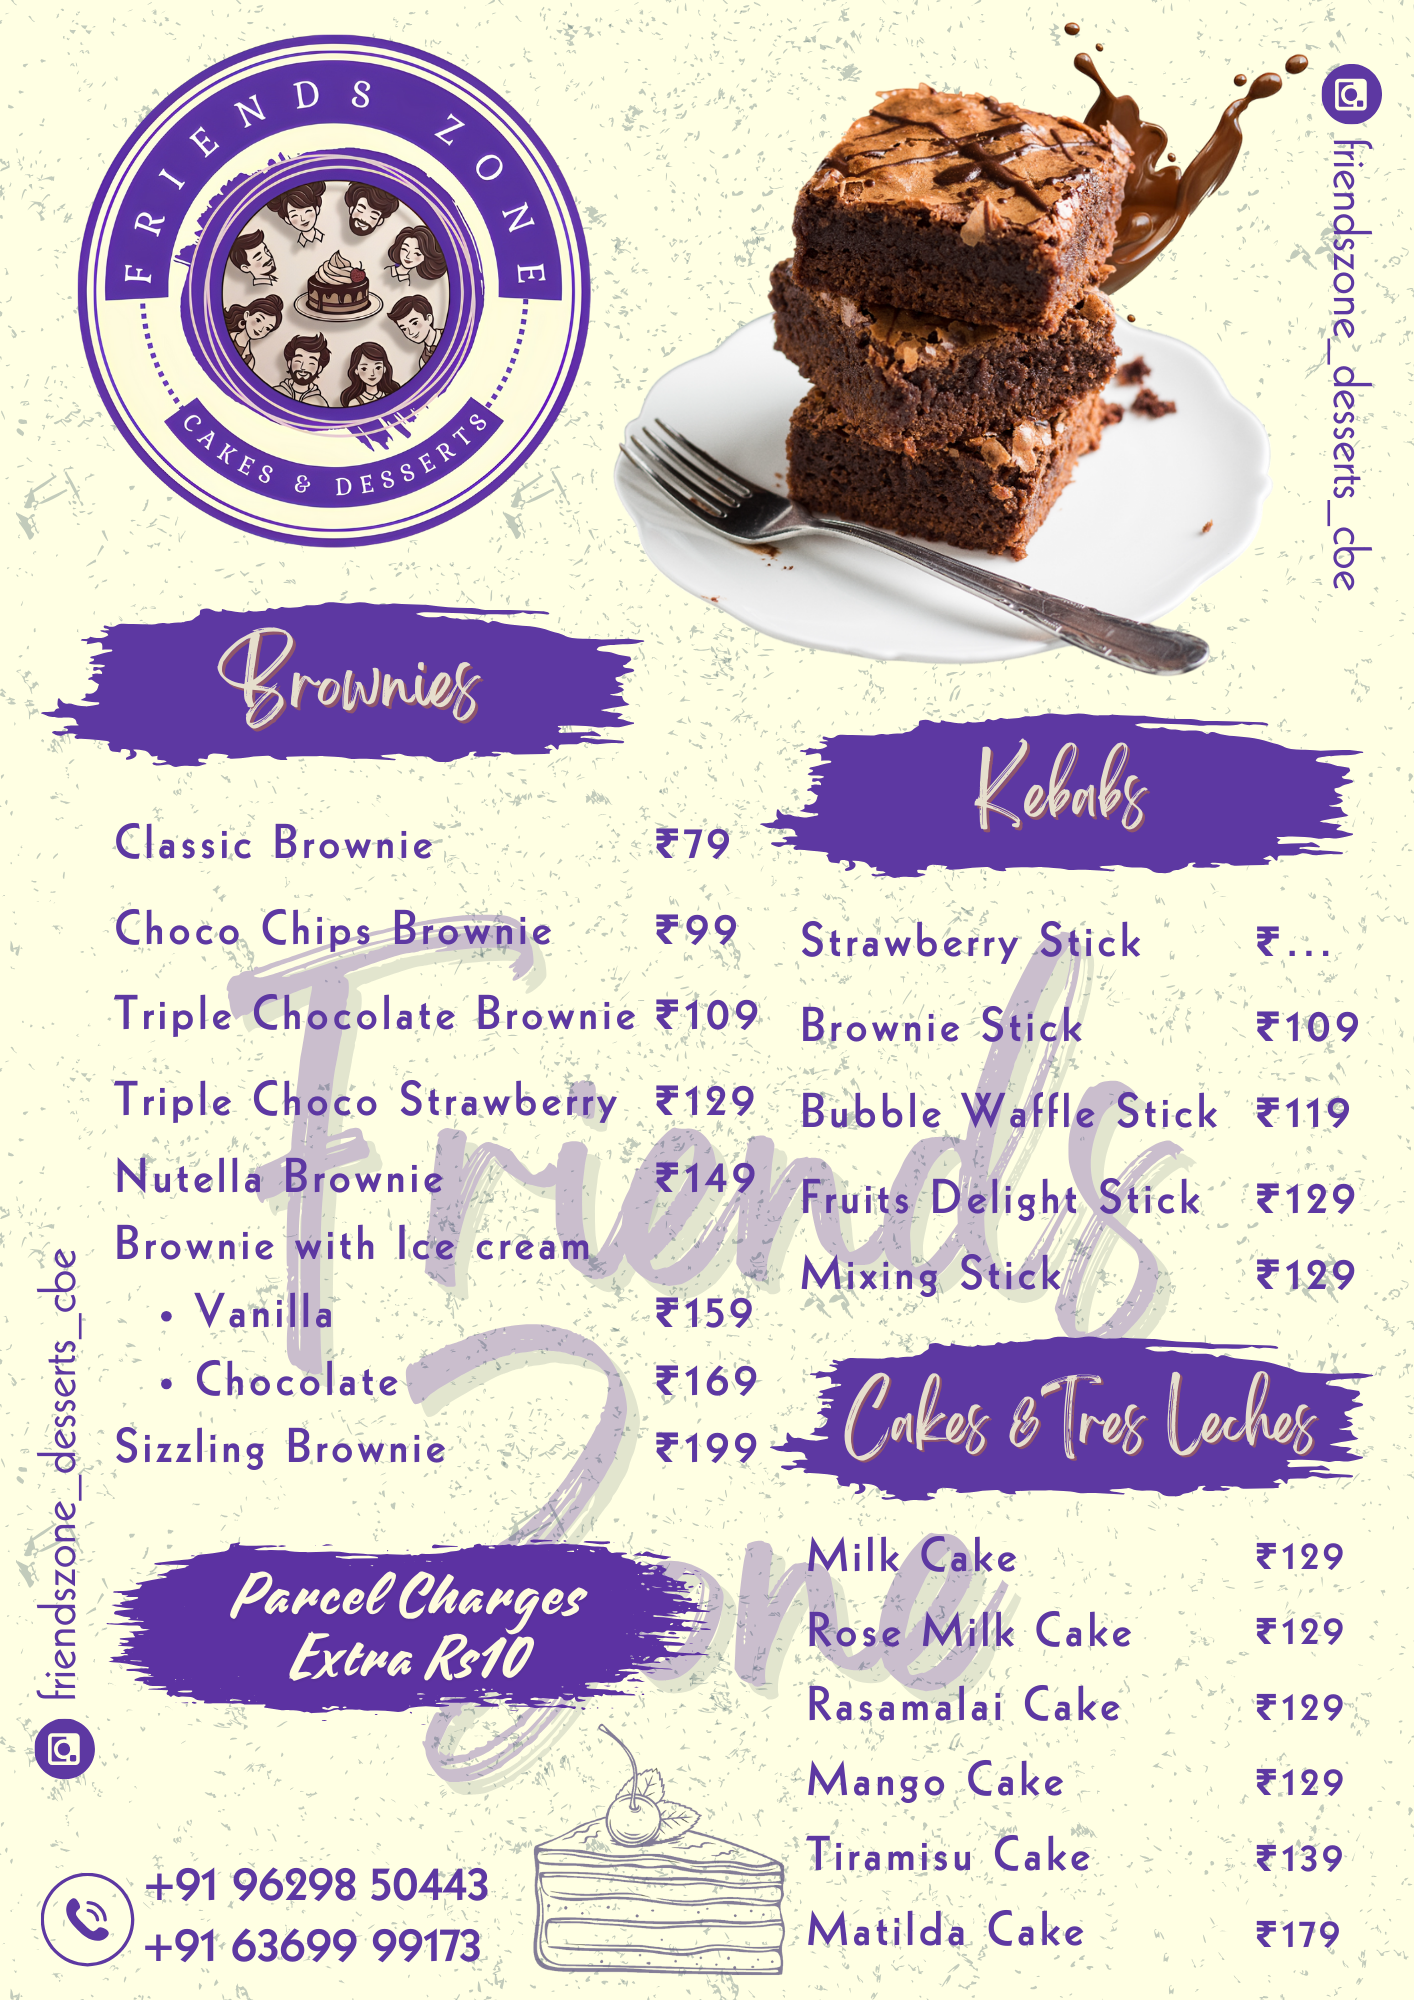 FRIENDS ZONE
CAKES & DESSERTS
friendszone_desserts_cbe
Brownies
Classic Brownie ₹79
Choco Chips Brownie ₹99
Triple Chocolate Brownie ₹109
Triple Choco Strawberry ₹129
Nutella Brownie ₹149
Brownie with Ice cream
• Vanilla ₹159
• Chocolate ₹169
Sizzling Brownie ₹199
Parcel Charges
Extra Rs10
Kebabs
Strawberry Stick ₹...
Brownie Stick ₹109
Bubble Waffle Stick ₹119
Fruits Delight Stick ₹129
Mixing Stick ₹129
Cakes & Tres Leches
Milk Cake ₹129
Rose Milk Cake ₹129
Rasamalai Cake ₹129
Mango Cake ₹129
Tiramisu Cake ₹139
Matilda Cake ₹179
Friends
Zone
friendszone_desserts_cbe
+91 96298 50443
+91 63699 99173